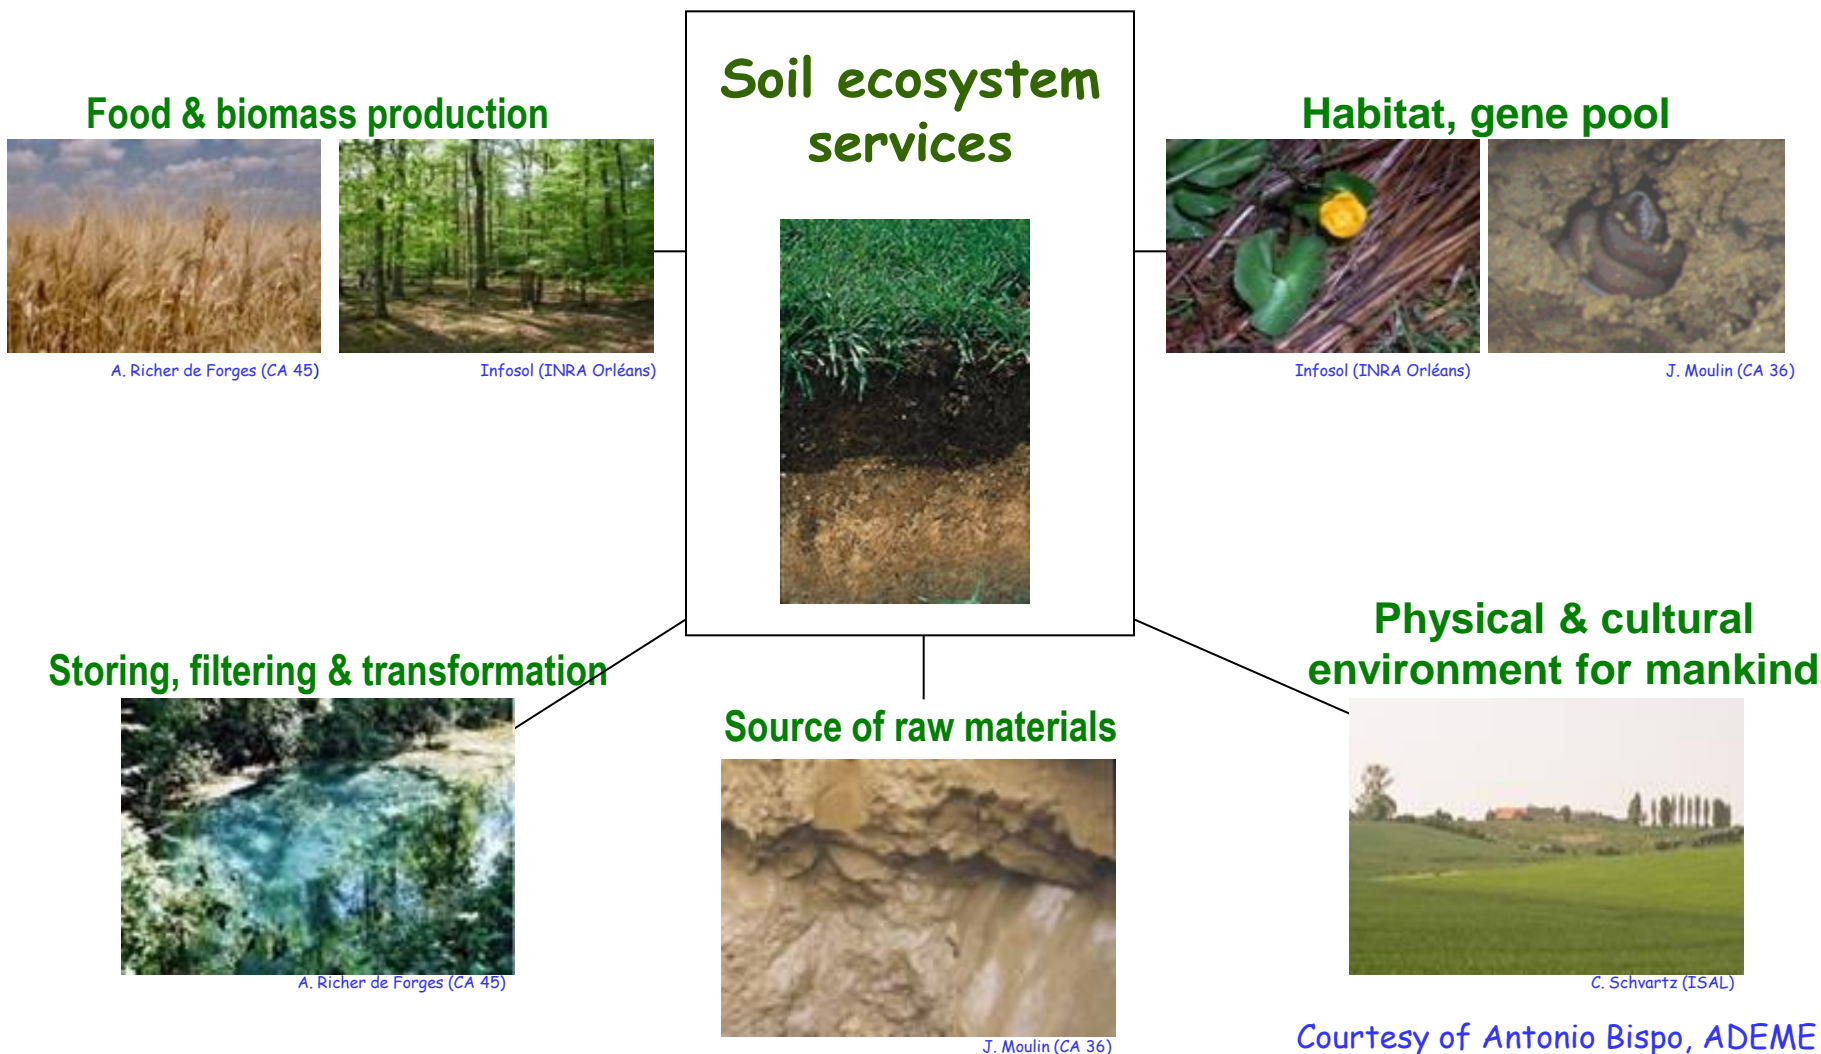 Soil ecosystem
services
Food & biomass production
A. Richer de Forges (CA 45)
Infosol (INRA Orléans)
Habitat, gene pool
Infosol (INRA Orléans)
J. Moulin (CA 36)
Storing, filtering & transformation
A. Richer de Forges (CA 45)
Source of raw materials
J. Moulin (CA 36)
Physical & cultural
environment for mankind
C. Schvartz (ISAL)
Courtesy of Antonio Bispo, ADEME